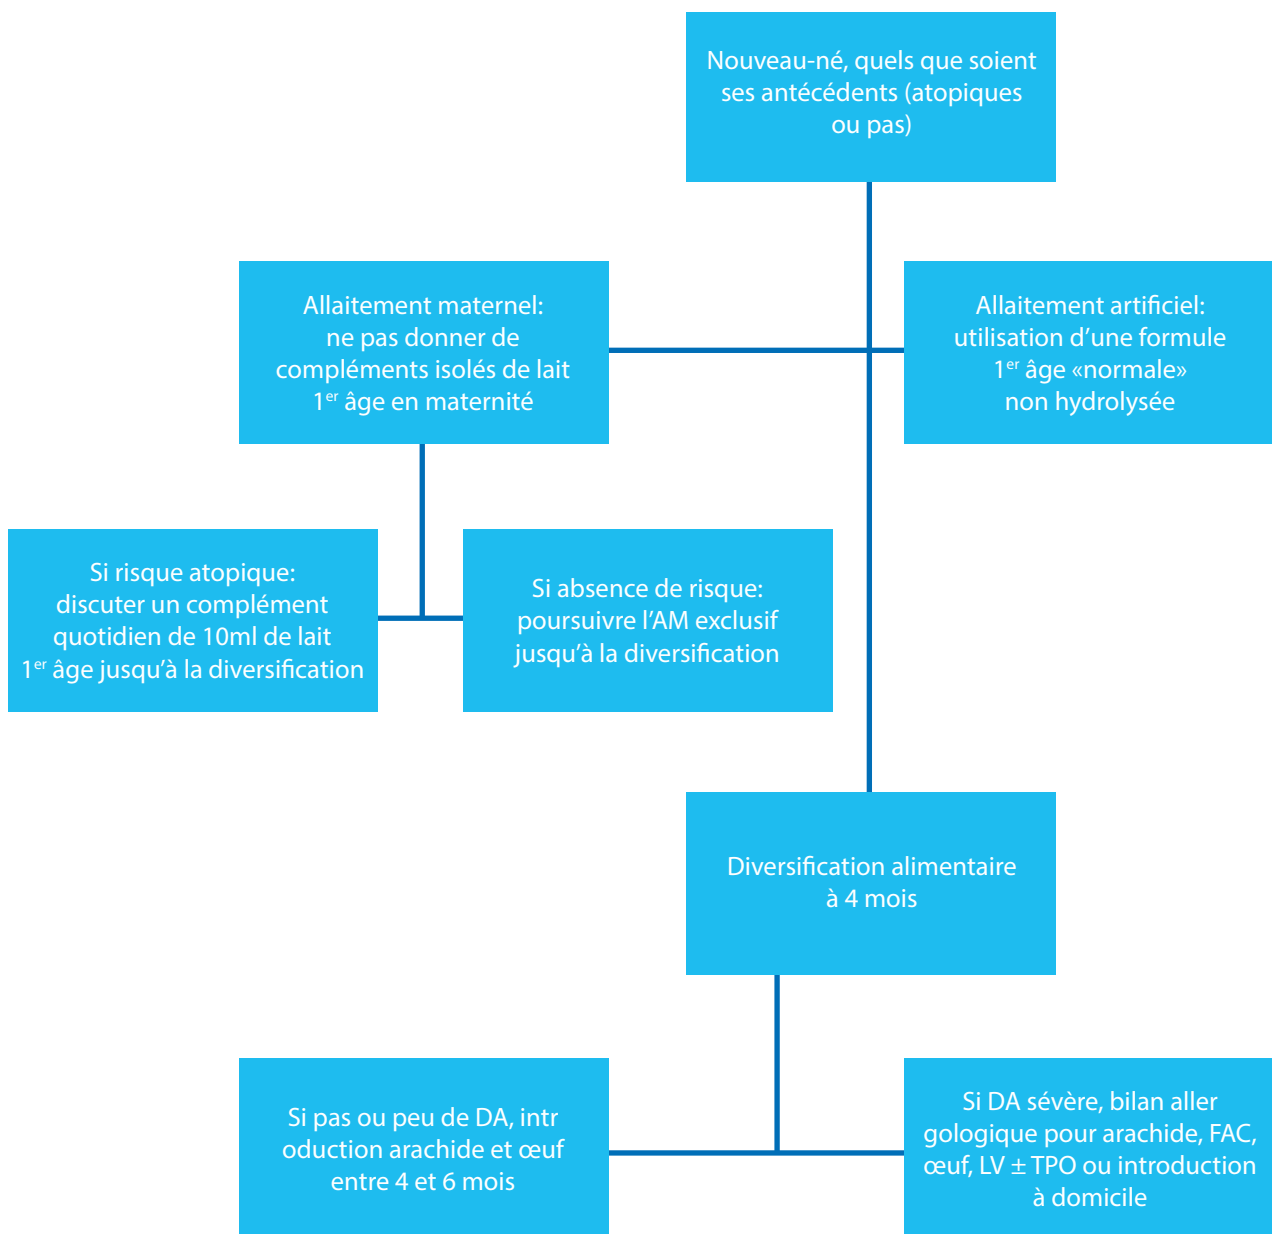 Nouveau-né, quels que soient
ses antécédents (atopiques
ou pas)
Allaitement maternel:
ne pas donner de
compléments isolés de lait
1er âge en maternité
Allaitement artificiel:
utilisation d’une formule
1er âge «normale»
non hydrolysée
Si risque atopique:
discuter un complément
quotidien de 10ml de lait
1er âge jusqu’à la diversification
Si absence de risque:
poursuivre l’AM exclusif
jusqu’à la diversification
Diversification alimentaire
à 4 mois
Si pas ou peu de DA, intr
oduction arachide et œuf
entre 4 et 6 mois
Si DA sévère, bilan aller
gologique pour arachide, FAC,
œuf, LV ± TPO ou introduction
à domicile